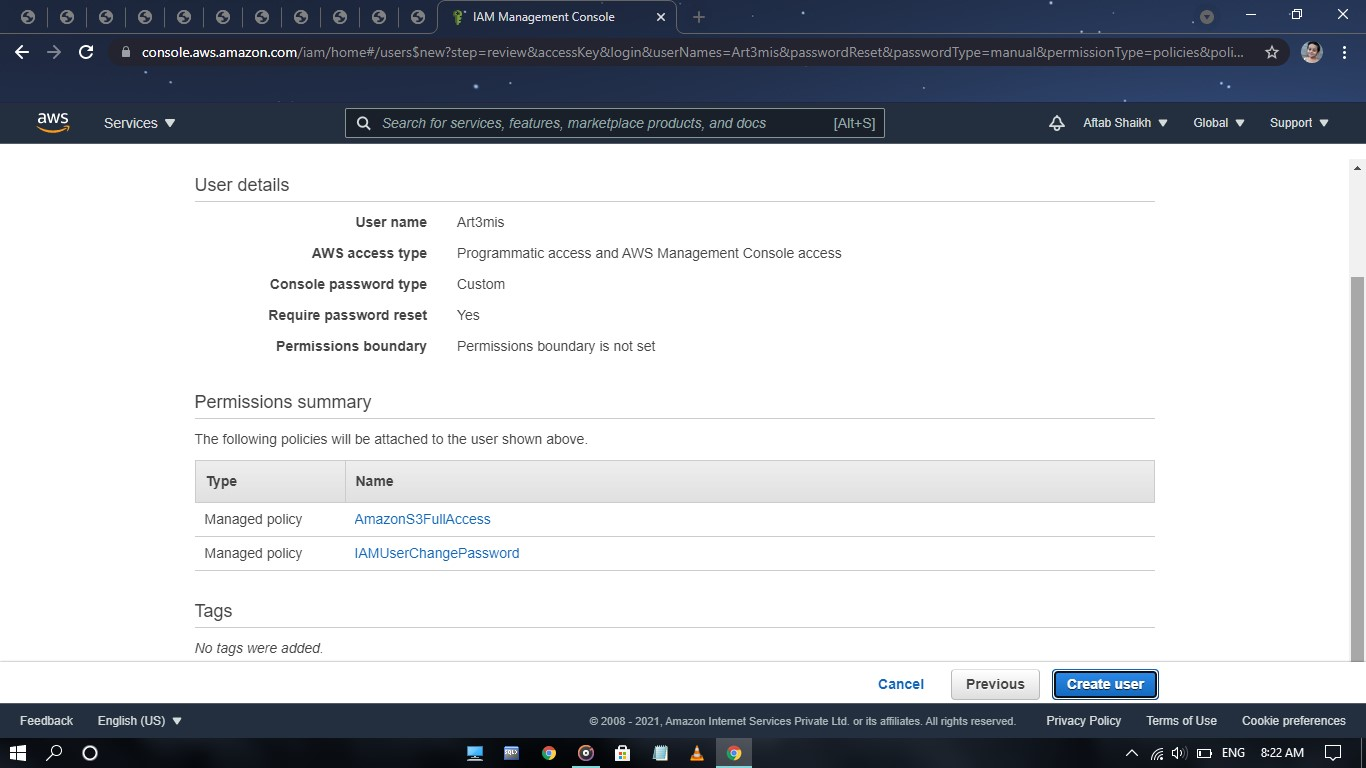 IAM Management Console
console.aws.amazon.com/iam/home#/users$new?step=review&accessKey&login&userNames=Art3mis&passwordReset&passwordType=manual&permissionType=policies&poli...
aws Services Search for services, features, marketplace products, and docs [Alt+S] Aftab Shaikh Global Support
User details
User name Art3mis
AWS access type Programmatic access and AWS Management Console access
Console password type Custom
Require password reset Yes
Permissions boundary Permissions boundary is not set
Permissions summary
The following policies will be attached to the user shown above.
Type Name
Managed policy AmazonS3FullAccess
Managed policy IAMUserChangePassword
Tags
No tags were added.
Cancel Previous Create user
Feedback English (US) © 2008 - 2021, Amazon Internet Services Private Ltd. or its affiliates. All rights reserved. Privacy Policy Terms of Use Cookie preferences
ENG 8:22 AM